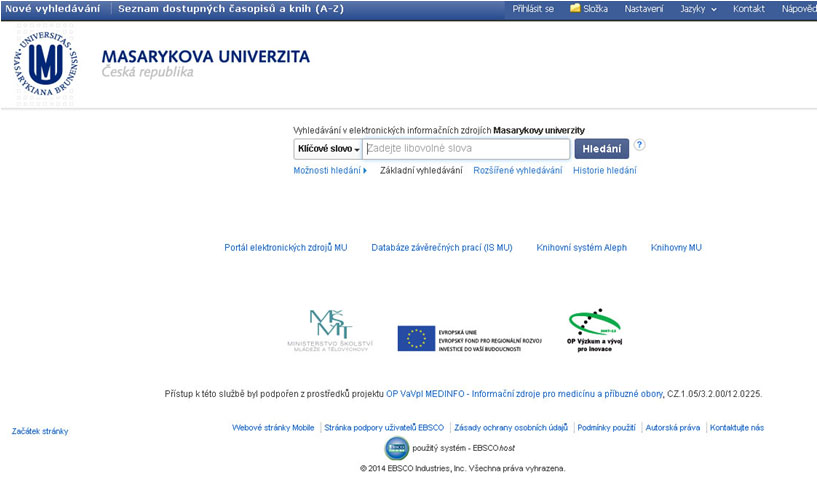 Nové vyhledávání Seznam dostupných časopisů a knih (A-Z) Přihlásit se Složka Nastavení Jazyky Kontakt Nápověd
UNIVERSITAS MASARYKIANA BRUNENSIS
MASARYKOVA UNIVERZITA
Česká republika
Vyhledávání v elektronických informačních zdrojích Masarykovy univerzity
Klíčové slovo Zadejte libovolné slova Hledání ?
Možnosti hledání Základní vyhledávání Rozšířené vyhledávání Historie hledání
Portál elektronických zdrojů MU Databáze závěrečných prací (IS MU) Knihovní systém Aleph Knihovny MU
MŠMT
MINISTERSTVO ŠKOLSTVÍ
MLÁDEŽE A TĚLOVÝCHOVY
EVROPSKÁ UNIE
EVROPSKÝ FOND PRO REGIONÁLNÍ ROZVOJ
INVESTICE DO VAŠÍ BUDOUCNOSTI
OP Výzkum a vývoj
pro inovace
Přístup k této službě byl podpořen z prostředků projektu OP VaVpI MEDINFO - Informační zdroje pro medicínu a příbuzné obory, CZ.1.05/3.2.00/12.0225.
Začátek stránky
Webové stránky Mobile Stránka podpory uživatelů EBSCO Zásady ochrany osobních údajů Podmínky použití Autorská práva Kontaktujte nás
použitý systém - EBSCOhost
© 2014 EBSCO Industries, Inc. Všechna práva vyhrazena.